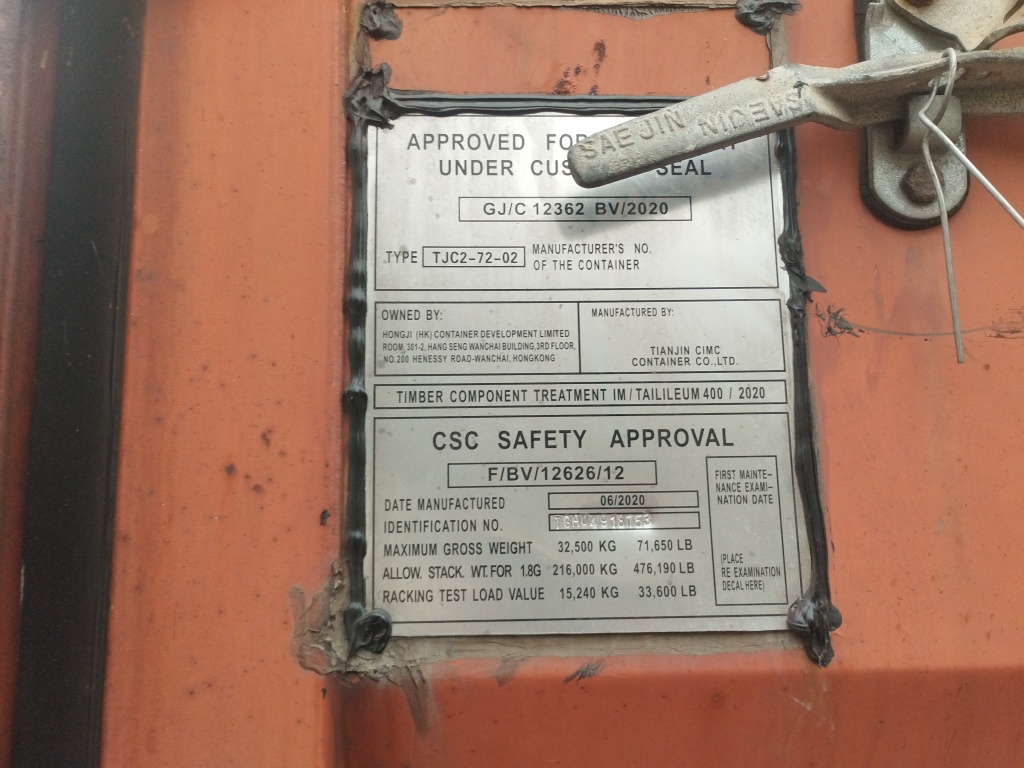 SAE JIN
APPROVED FOR
UNDER CUS SEAL
GJ/C 12362 BV/2020
TYPE TJC2-72-02 MANUFACTURER'S NO.
OF THE CONTAINER
OWNED BY:
HONGJI (HK) CONTAINER DEVELOPMENT LIMITED
ROOM,301-2, HANG SENG WANCHAI BUILDING,3RD FLOOR,
NO.200 HENESSY ROAD-WANCHAI, HONGKONG
MANUFACTURED BY:
TIANJIN CIMC
CONTAINER CO.,LTD.
TIMBER COMPONENT TREATMENT IM/TAILILEUM 400 / 2020
CSC SAFETY APPROVAL
F/BV/12626/12
DATE MANUFACTURED 06/2020
IDENTIFICATION NO.
MAXIMUM GROSS WEIGHT 32,500 KG 71,650 LB
ALLOW. STACK. WT. FOR 1.8G 216,000 KG 476,190 LB
RACKING TEST LOAD VALUE 15,240 KG 33,600 LB
FIRST MAINTE-
NANCE EXAMI-
NATION DATE
(PLACE
RE EXAMINATION
DECAL HERE)